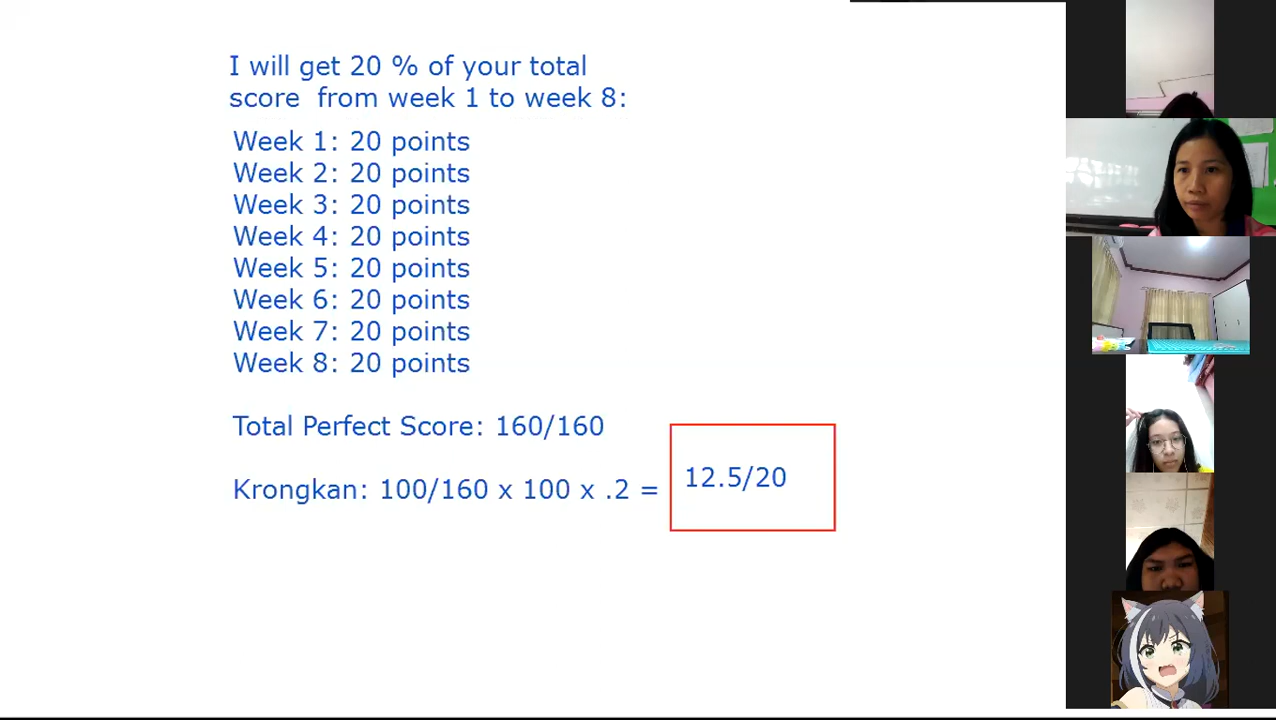 I will get 20 % of your total
score from week 1 to week 8:
Week 1: 20 points
Week 2: 20 points
Week 3: 20 points
Week 4: 20 points
Week 5: 20 points
Week 6: 20 points
Week 7: 20 points
Week 8: 20 points
Total Perfect Score: 160/160
Krongkan: 100/160 x 100 x .2 = 12.5/20